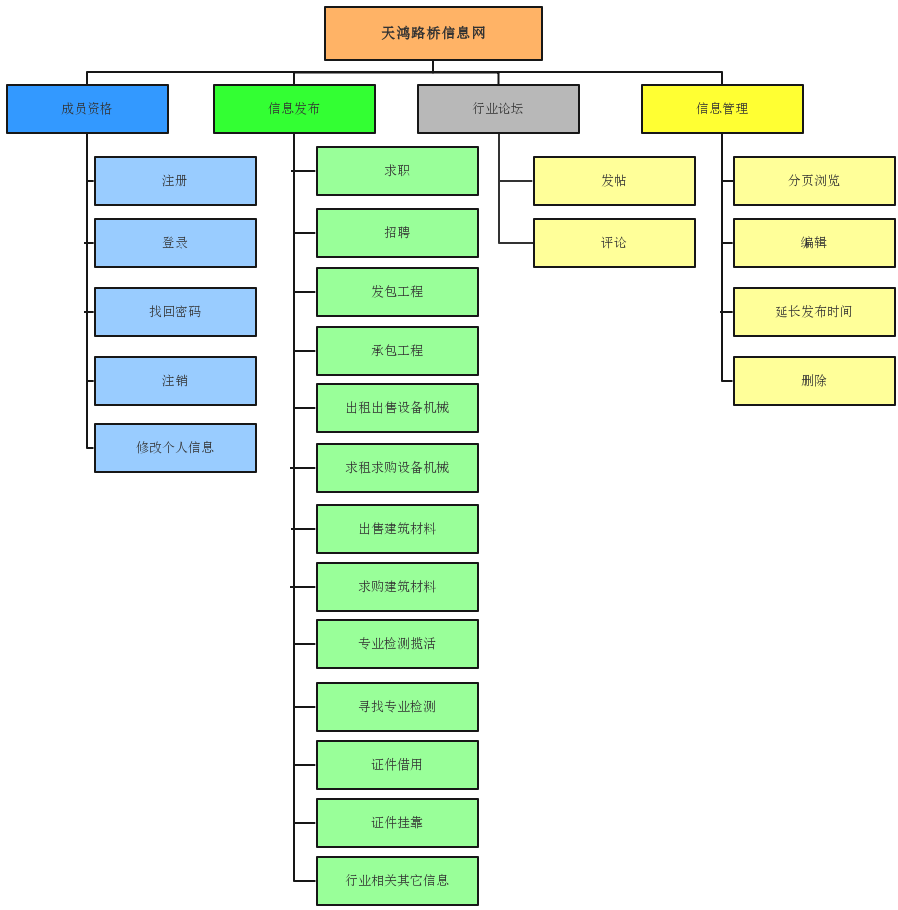 天鸿路桥信息网
成员资格
信息发布
行业论坛
信息管理
注册
登录
找回密码
注销
修改个人信息
求职
招聘
发包工程
承包工程
出租出售设备机械
求租求购设备机械
出售建筑材料
求购建筑材料
专业检测揽活
寻找专业检测
证件借用
证件挂靠
行业相关其它信息
发帖
评论
分页浏览
编辑
延长发布时间
删除